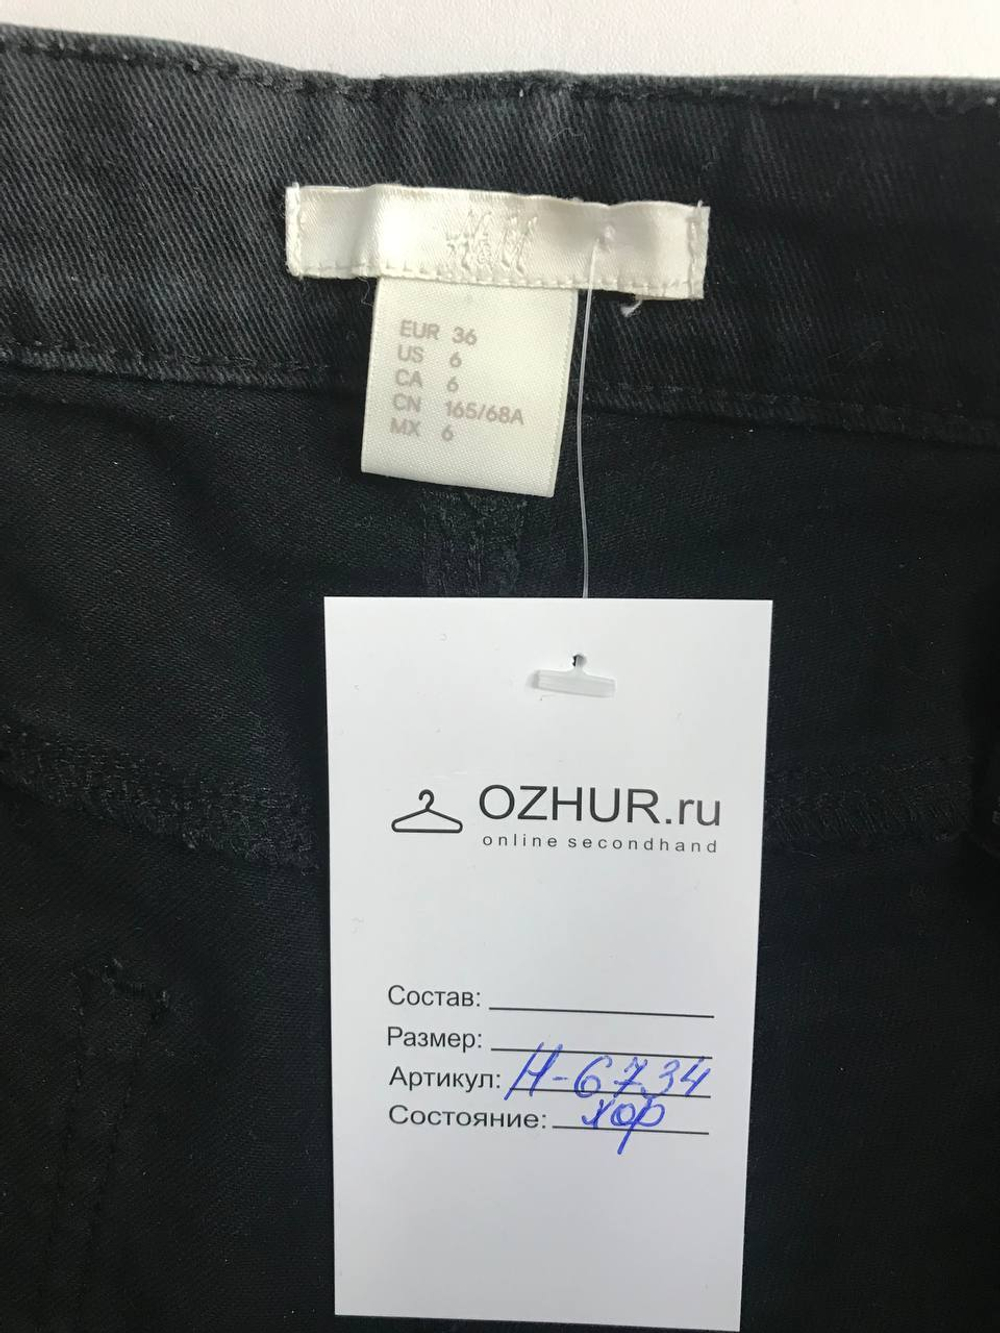 H&M
EUR 36
US 6
CA 6
CN 165/68A
MX 6
OZHUR.ru
online secondhand
Состав:
Размер:
Артикул: Н-6734
Состояние: хор